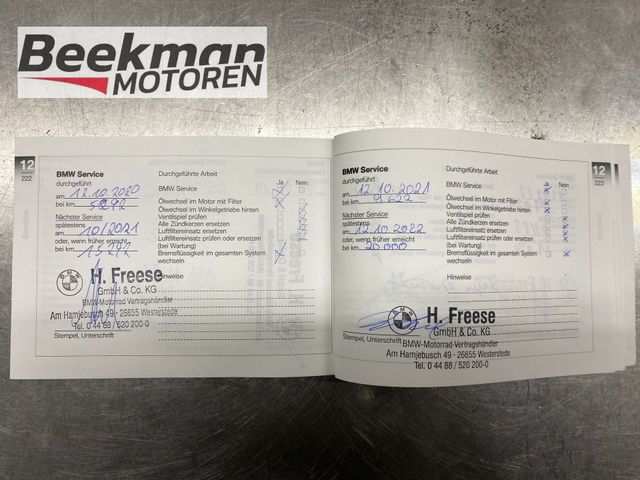 Beekman
MOTOREN
12
222
BMW Service
durchgeführt
am 12.10.2020
bei km 5292
Nächster Service
spätestens
am 10/2021
oder, wenn früher erreicht
bei km 15.292
Durchgeführte Arbeit
Ja Nein
BMW Service
Ölwechsel im Motor mit Filter
Ölwechsel im Winkelgetriebe hinten
Ventilspiel prüfen
Alle Zündkerzen ersetzen
Luftfiltereinsatz ersetzen
Luftfiltereinsatz prüfen oder ersetzen
(bei Wartung)
Bremsflüssigkeit im gesamten System
wechseln
Hinweise
H. Freese
GmbH & Co. KG
BMW-Motorrad-Vertragshändler
Am Hamjebusch 49 · 26655 Westerstede
Tel. 0 44 88 / 520 200-0
Stempel, Unterschrift
12
223
BMW Service
durchgeführt
am 12.10.2021
bei km 9622
Nächster Service
spätestens
am 12.10.2022
oder, wenn früher erreicht
bei km 20.000
Durchgeführte Arbeit
Ja Nein
BMW Service
Ölwechsel im Motor mit Filter
Ölwechsel im Winkelgetriebe hinten
Ventilspiel prüfen
Alle Zündkerzen ersetzen
Luftfiltereinsatz ersetzen
Luftfiltereinsatz prüfen oder ersetzen
(bei Wartung)
Bremsflüssigkeit im gesamten System
wechseln
Hinweise
H. Freese
GmbH & Co. KG
Stempel, Unterschrift
BMW-Motorrad-Vertragshändler
Am Hamjebusch 49 · 26655 Westerstede
Tel. 0 44 88 / 520 200-0